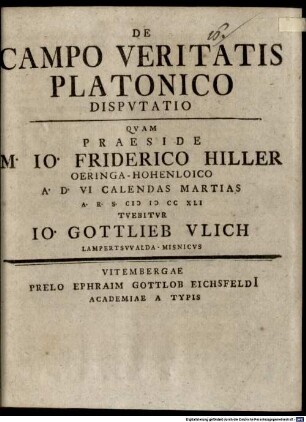 DE
CAMPO VERITATIS
PLATONICO
DISPVTATIO
QVAM
PRAESIDE
M· IO· FRIDERICO HILLER
OERINGA-HOHENLOICO
A· D· VI CALENDAS MARTIAS
A· R· S· CIↃ IↃ CC XLI
TVEBITVR
IO· GOTTLIEB VLICH
LAMPERTSVVALDA-MISNICVS
VITEMBERGAE
PRELO EPHRAIM GOTTLOB EICHSFELDI
ACADEMIAE A TYPIS